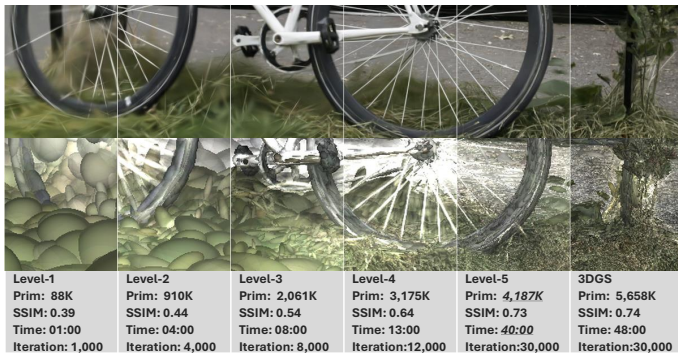 Level-1 Level-2 Level-3 Level-4 Level-5 3DGS
Prim: 88K Prim: 910K Prim: 2,061K Prim: 3,175K Prim: 4,187K Prim: 5,658K
SSIM: 0.39 SSIM: 0.44 SSIM: 0.54 SSIM: 0.64 SSIM: 0.73 SSIM: 0.74
Time: 01:00 Time: 04:00 Time: 08:00 Time: 13:00 Time: 40:00 Time: 48:00
Iteration: 1,000 Iteration: 4,000 Iteration: 8,000 Iteration:12,000 Iteration:30,000 Iteration:30,000